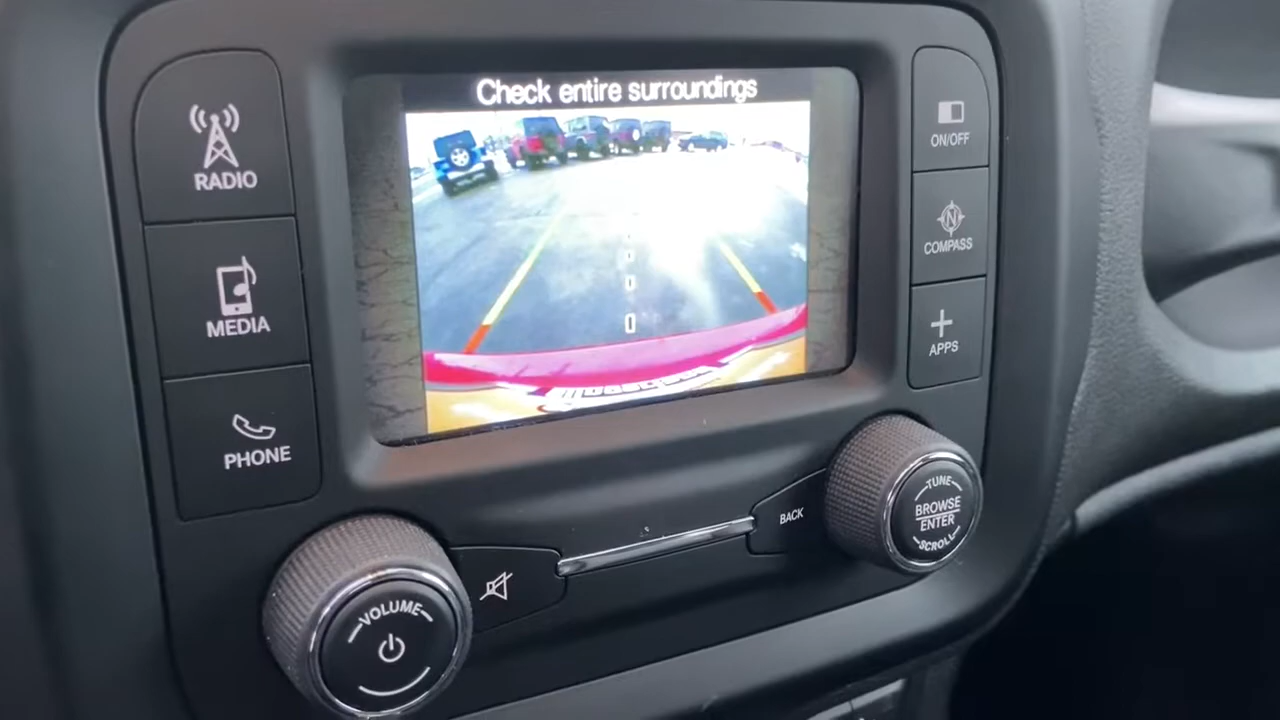 Check entire surroundings
RADIO
MEDIA
PHONE
ON/OFF
N
COMPASS
APPS
VOLUME
BACK
TUNE
BROWSE
ENTER
SCROLL